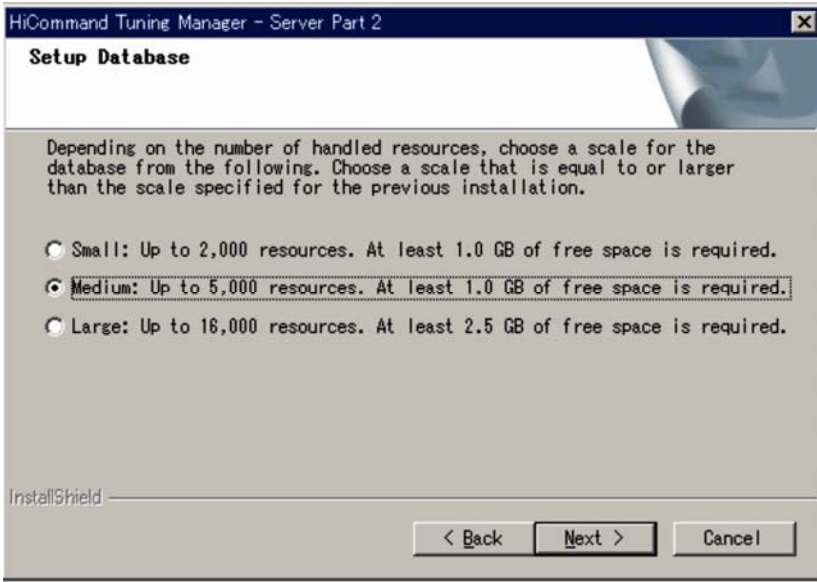 HiCommand Tuning Manager - Server Part 2
Setup Database
Depending on the number of handled resources, choose a scale for the
database from the following. Choose a scale that is equal to or larger
than the scale specified for the previous installation.
Small: Up to 2,000 resources. At least 1.0 GB of free space is required.
Medium: Up to 5,000 resources. At least 1.0 GB of free space is required.
Large: Up to 16,000 resources. At least 2.5 GB of free space is required.
InstallShield
< Back
Next >
Cancel